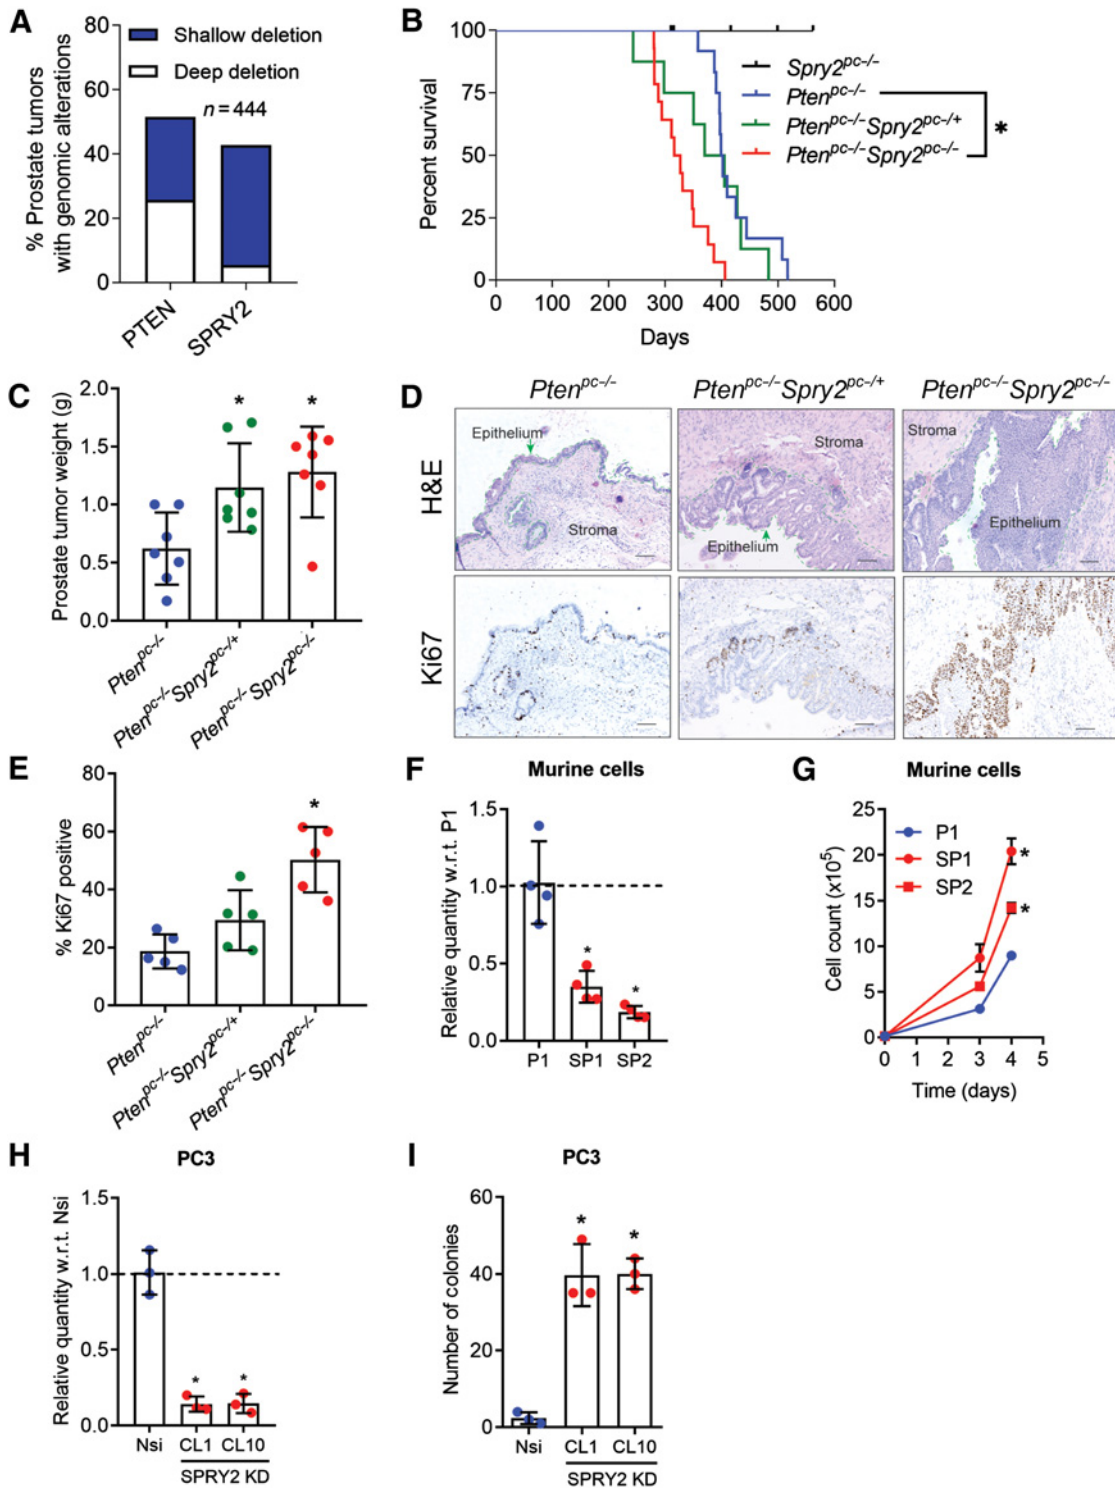 A
% Prostate tumors
with genomic alterations
80
60
40
20
0
Shallow deletion
Deep deletion
n = 444
PTEN
SPRY2
B
Percent survival
100
75
50
25
0
0 100 200 300 400 500 600
Days
Spry2pc−/−
Ptenpc−/−
Ptenpc−/−Spry2pc−/+
Ptenpc−/−Spry2pc−/−
*
C
Prostate tumor weight (g)
2.0
1.5
1.0
0.5
0.0
* *
Ptenpc−/−
Ptenpc−/−Spry2pc−/+
Ptenpc−/−Spry2pc−/−
D
Ptenpc−/− Ptenpc−/−Spry2pc−/+ Ptenpc−/−Spry2pc−/−
H&E
Epithelium
Stroma
Stroma
Epithelium
Stroma
Epithelium
Ki67
E
% Ki67 positive
80
60
40
20
0
*
Ptenpc−/−
Ptenpc−/−Spry2pc−/+
Ptenpc−/−Spry2pc−/−
F
Murine cells
Relative quantity w.r.t. P1
1.5
1.0
0.5
0.0
* *
P1 SP1 SP2
G
Murine cells
Cell count (x10⁵)
25
20
15
10
5
0
P1
SP1
SP2
*
*
0 1 2 3 4 5
Time (days)
H
PC3
Relative quantity w.r.t. Nsi
1.5
1.0
0.5
0.0
* *
Nsi CL1 CL10
SPRY2 KD
I
PC3
Number of colonies
60
40
20
0
* *
Nsi CL1 CL10
SPRY2 KD